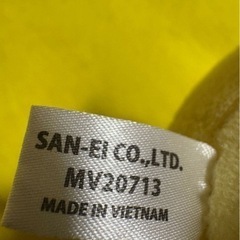 SAN-EI CO.,LTD.
MV20713
MADE IN VIETNAM